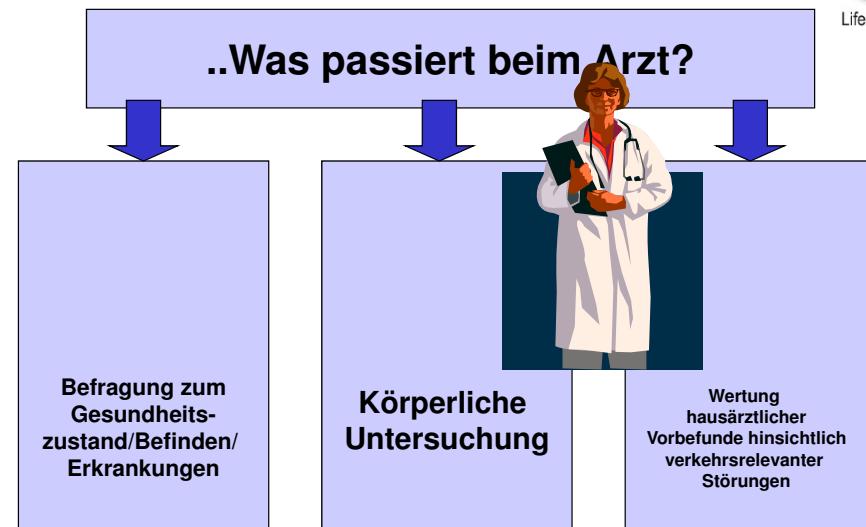 Life
..Was passiert beim Arzt?
Befragung zum
Gesundheits-
zustand/Befinden/
Erkrankungen
Körperliche
Untersuchung
Wertung
hausärztlicher
Vorbefunde hinsichtlich
verkehrsrelevanter
Störungen